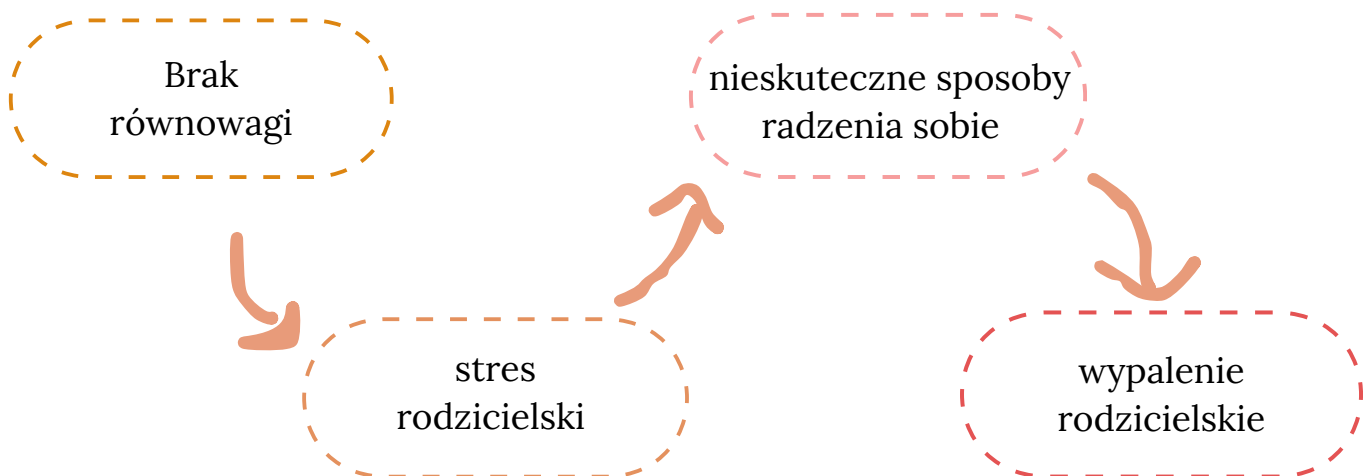 Brak
równowagi
stres
rodzicielski
nieskuteczne sposoby
radzenia sobie
wypalenie
rodzicielskie